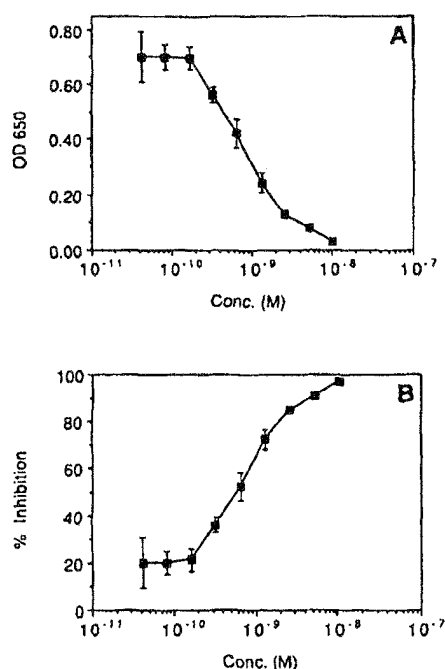 A
0.80
0.60
0.40
0.20
0.00
OD 650
10⁻¹¹ 10⁻¹⁰ 10⁻⁹ 10⁻⁸ 10⁻⁷
Conc. (M)
B
100
80
60
40
20
0
% Inhibition
10⁻¹¹ 10⁻¹⁰ 10⁻⁹ 10⁻⁸ 10⁻⁷
Conc. (M)